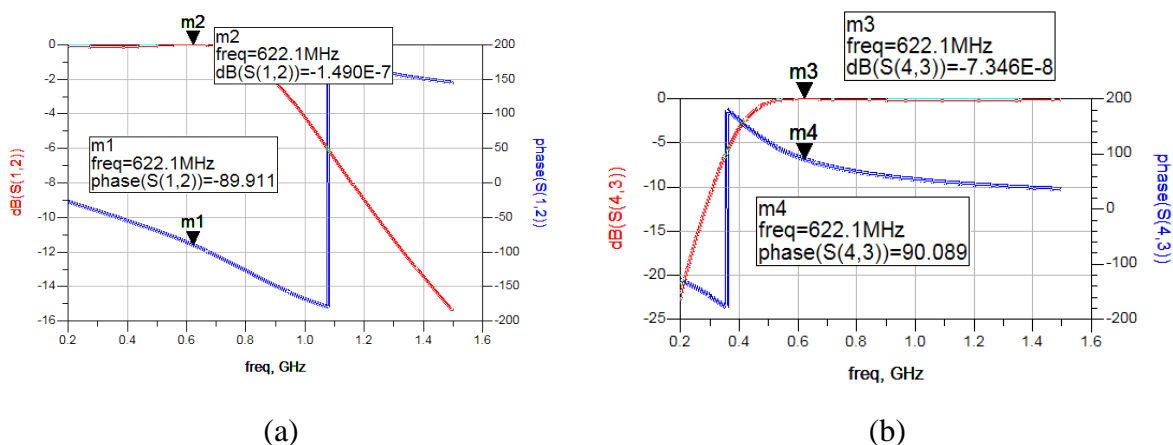 m2
m2
freq=622.1MHz
dB(S(1,2))=-1.490E-7
m1
freq=622.1MHz
phase(S(1,2))=-89.911
m1
0
-2
-4
-6
-8
-10
-12
-14
-16
200
150
100
50
0
-50
-100
-150
-200
dB(S(1,2))
phase(S(1,2))
0.2 0.4 0.6 0.8 1.0 1.2 1.4 1.6
freq, GHz
(a)
m3
freq=622.1MHz
dB(S(4,3))=-7.346E-8
m3
m4
m4
freq=622.1MHz
phase(S(4,3))=90.089
0
-5
-10
-15
-20
-25
200
100
0
-100
-200
dB(S(4,3))
phase(S(4,3))
0.2 0.4 0.6 0.8 1.0 1.2 1.4 1.6
freq, GHz
(b)